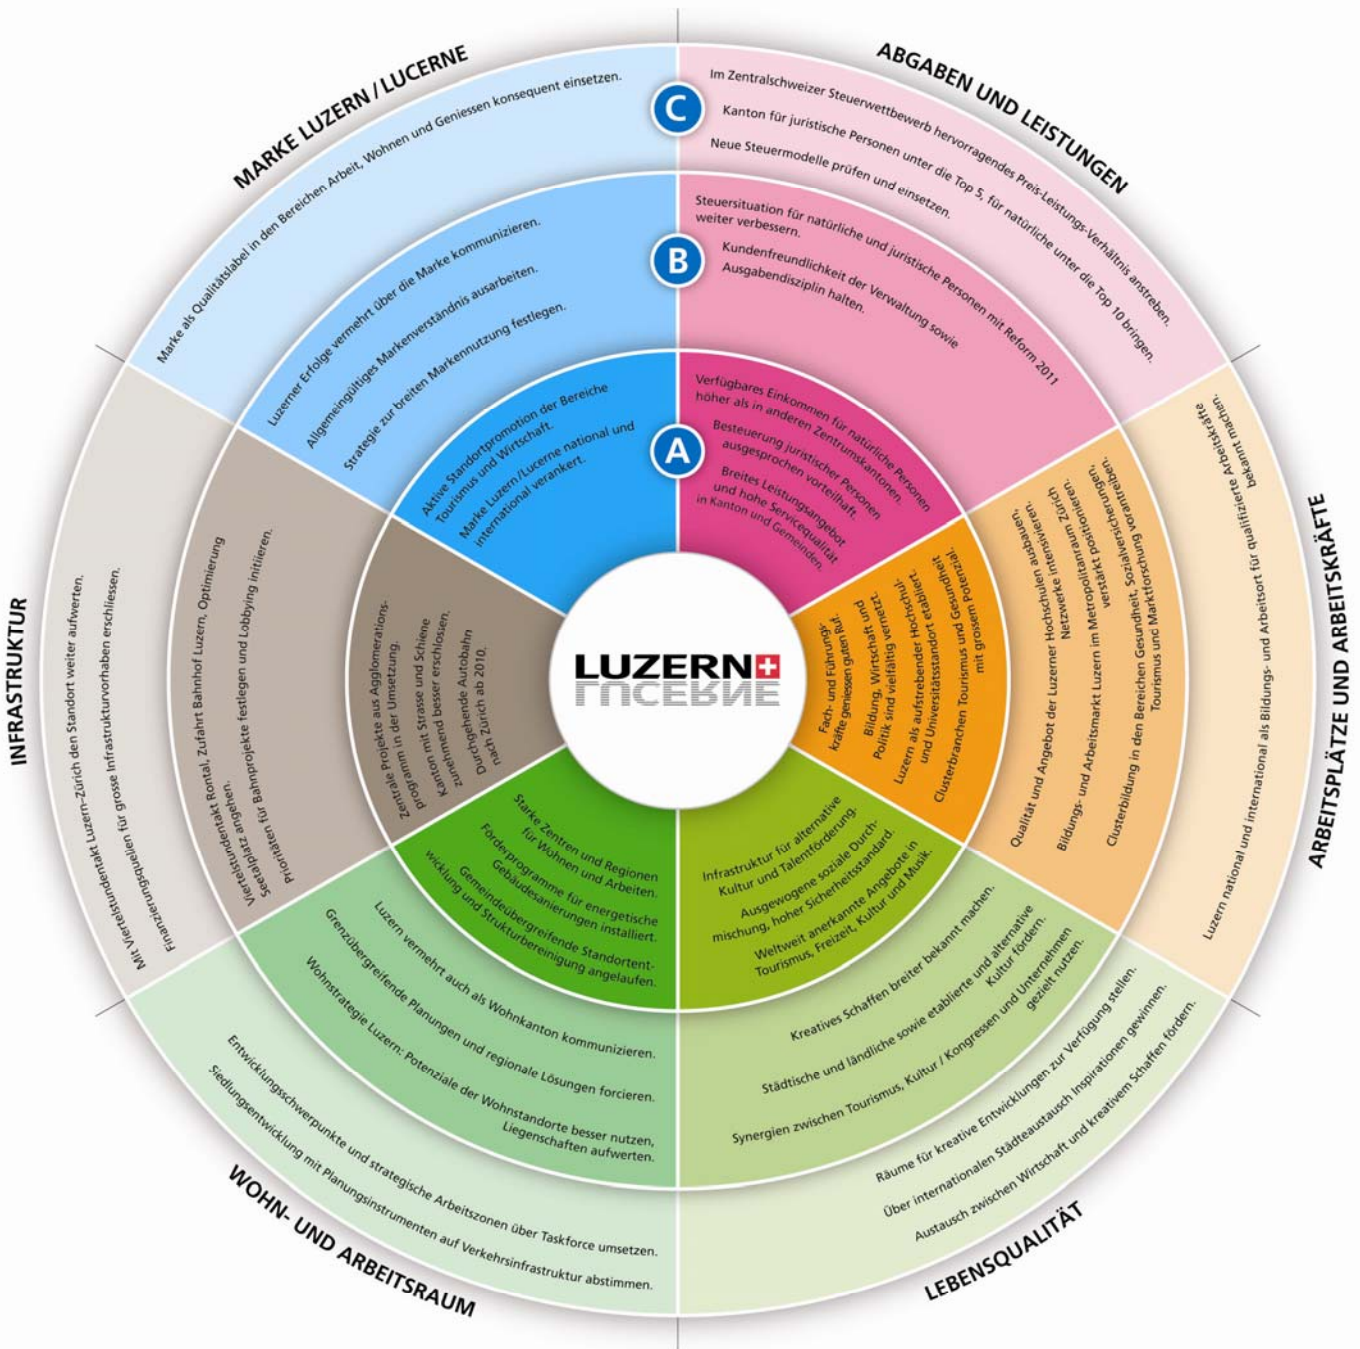 MARKE LUZERN / LUCERNE
Marke als Qualitätslabel in den Bereichen Arbeit, Wohnen und Geniessen konsequent einsetzen.
Luzerner Erfolge vermehrt über die Marke kommunizieren.
Allgemeingültiges Markenverständnis ausarbeiten.
Strategie zur breiten Markennutzung festlegen.
Aktive Standortpromotion der Bereiche
Tourismus und Wirtschaft.
Marke Luzern/Lucerne national und
international verankert.
C
B
A
ABGABEN UND LEISTUNGEN
Im Zentralschweizer Steuerwettbewerb hervorragendes Preis-Leistungs-Verhältnis anstreben.
Kanton für juristische Personen unter die Top 5, für natürliche unter die Top 10 bringen.
Neue Steuermodelle prüfen und einsetzen.
Steuersituation für natürliche und juristische Personen mit Reform 2011
weiter verbessern.
Kundenfreundlichkeit der Verwaltung sowie
Ausgabendisziplin halten.
Verfügbares Einkommen für natürliche Personen
höher als in anderen Zentrumskantonen.
Besteuerung juristischer Personen
ausgesprochen vorteilhaft.
Breites Leistungsangebot
und hohe Servicequalität
in Kanton und Gemeinden.
ARBEITSPLÄTZE UND ARBEITSKRÄFTE
Luzern national und international als Bildungs- und Arbeitsort für qualifizierte Arbeitskräfte
bekannt machen.
Qualität und Angebot der Luzerner Hochschulen ausbauen,
Netzwerke intensivieren.
Bildungs- und Arbeitsmarkt Luzern im Metropolitanraum Zürich
verstärkt positionieren.
Clusterbildung in den Bereichen Gesundheit, Sozialversicherungen,
Tourismus und Marktforschung vorantreiben.
Fach- und Führungs-
kräfte geniessen guten Ruf.
Bildung, Wirtschaft und
Politik sind vielfältig vernetzt.
Luzern als aufstrebender Hochschul-
und Universitätsstandort etabliert.
Clusterbranchen Tourismus und Gesundheit
mit grossem Potenzial.
LEBENSQUALITÄT
Infrastruktur für alternative
Kultur und Talentförderung.
Ausgewogene soziale Durch-
mischung, hoher Sicherheitsstandard.
Weltweit anerkannte Angebote in
Tourismus, Freizeit, Kultur und Musik.
Kreatives Schaffen breiter bekannt machen.
Städtische und ländliche sowie etablierte und alternative
Kultur fördern.
Synergien zwischen Tourismus, Kultur / Kongressen und Unternehmen
gezielt nutzen.
Räume für kreative Entwicklungen zur Verfügung stellen.
Über internationalen Städteaustausch Inspirationen gewinnen.
Austausch zwischen Wirtschaft und kreativem Schaffen fördern.
WOHN- UND ARBEITSRAUM
Starke Zentren und Regionen
für Wohnen und Arbeiten.
Förderprogramme für energetische
Gebäudesanierungen installiert.
Gemeindeübergreifende Standortent-
wicklung und Strukturbereinigung angelaufen.
Luzern vermehrt auch als Wohnkanton kommunizieren.
Grenzübergreifende Planungen und regionale Lösungen forcieren.
Wohnstrategie Luzern: Potenziale der Wohnstandorte besser nutzen,
Liegenschaften aufwerten.
Entwicklungsschwerpunkte und strategische Arbeitszonen über Taskforce umsetzen.
Siedlungsentwicklung mit Planungsinstrumenten auf Verkehrsinfrastruktur abstimmen.
INFRASTRUKTUR
Mit Viertelstundentakt Luzern–Zürich den Standort weiter aufwerten.
Finanzierungsquellen für grosse Infrastrukturvorhaben erschliessen.
Viertelstundentakt Rontal, Zufahrt Bahnhof Luzern, Optimierung
Seetalplatz angehen.
Prioritäten für Bahnprojekte festlegen und Lobbying initiieren.
Zentrale Projekte aus Agglomerations-
programm in der Umsetzung.
Kanton mit Strasse und Schiene
zunehmend besser erschlossen.
Durchgehende Autobahn
nach Zürich ab 2010.
LUZERN
LUCERNE